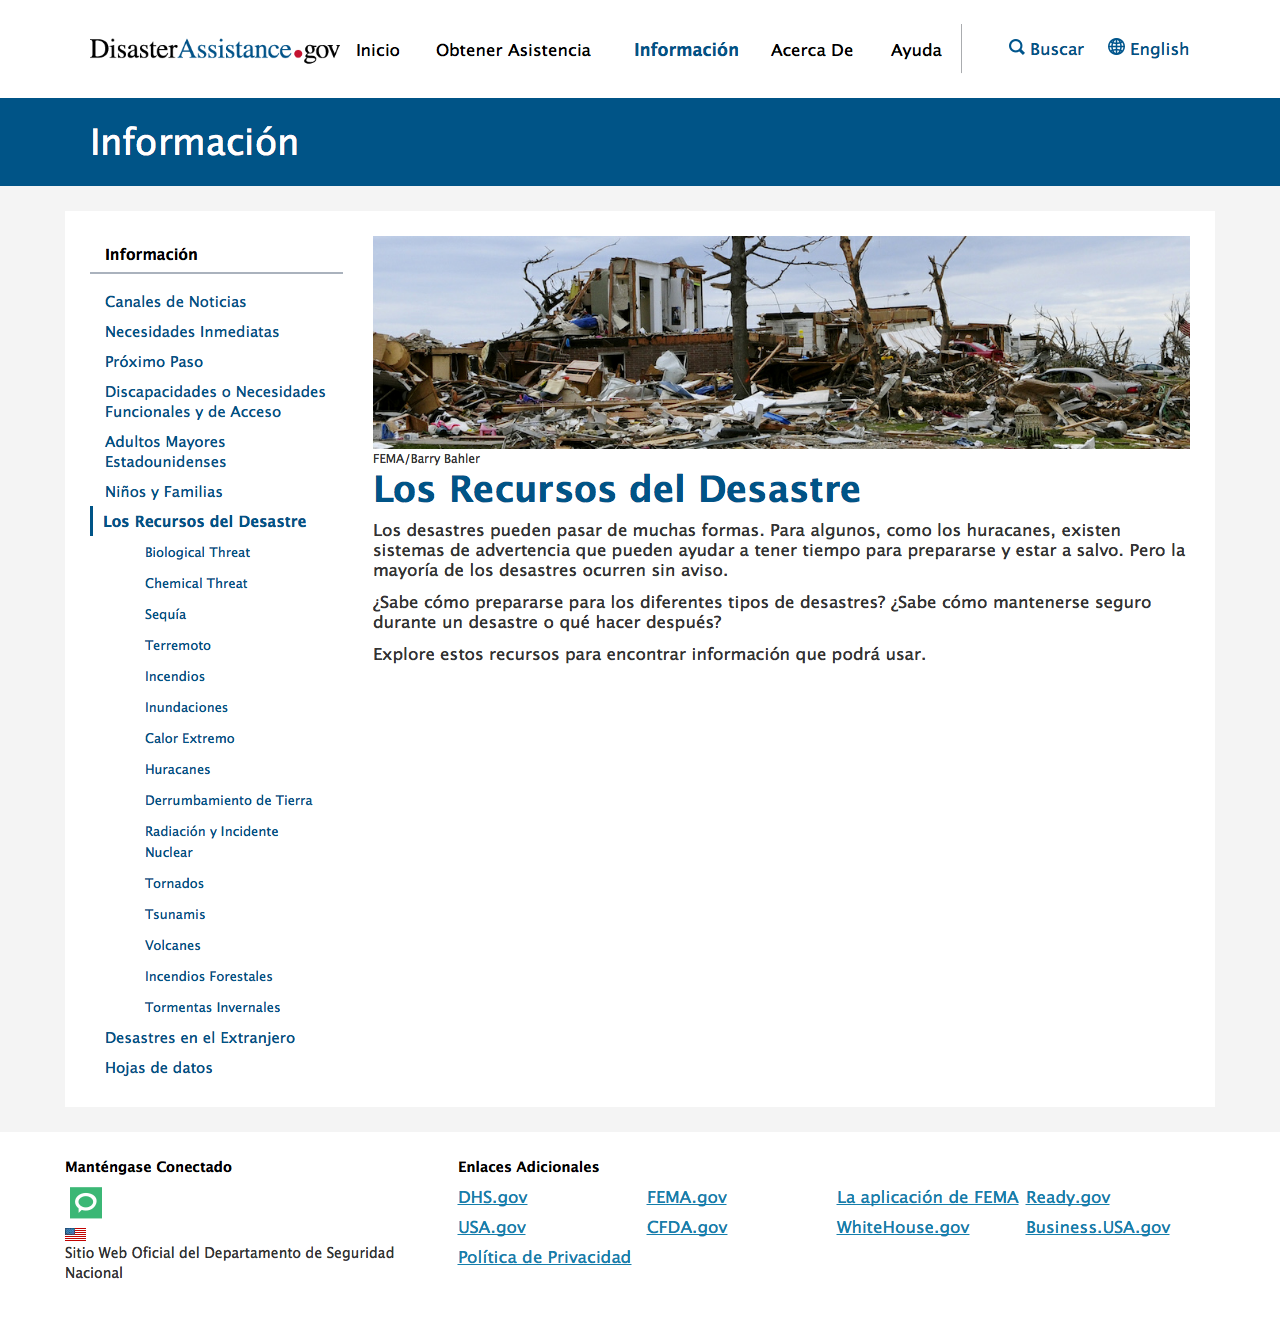 DisasterAssistance.gov Inicio Obtener Asistencia Información Acerca De Ayuda Buscar English
Información
Información
Canales de Noticias
Necesidades Inmediatas
Próximo Paso
Discapacidades o Necesidades
Funcionales y de Acceso
Adultos Mayores
Estadounidenses
Niños y Familias
Los Recursos del Desastre
Biological Threat
Chemical Threat
Sequía
Terremoto
Incendios
Inundaciones
Calor Extremo
Huracanes
Derrumbamiento de Tierra
Radiación y Incidente
Nuclear
Tornados
Tsunamis
Volcanes
Incendios Forestales
Tormentas Invernales
Desastres en el Extranjero
Hojas de datos
FEMA/Barry Bahler
Los Recursos del Desastre
Los desastres pueden pasar de muchas formas. Para algunos, como los huracanes, existen
sistemas de advertencia que pueden ayudar a tener tiempo para prepararse y estar a salvo. Pero la
mayoría de los desastres ocurren sin aviso.
¿Sabe cómo prepararse para los diferentes tipos de desastres? ¿Sabe cómo mantenerse seguro
durante un desastre o qué hacer después?
Explore estos recursos para encontrar información que podrá usar.
Manténgase Conectado
Sitio Web Oficial del Departamento de Seguridad
Nacional
Enlaces Adicionales
DHS.gov FEMA.gov La aplicación de FEMA Ready.gov
USA.gov CFDA.gov WhiteHouse.gov Business.USA.gov
Política de Privacidad